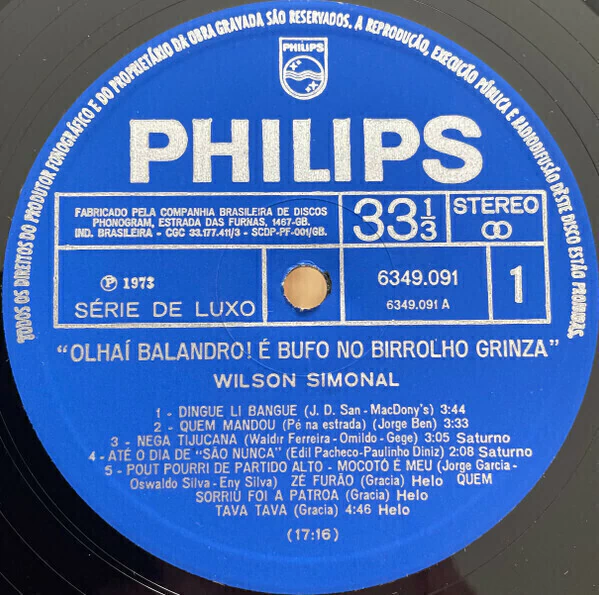 TODOS OS DIREITOS DO PRODUTOR FONOGRÁFICO E DO PROPRIETÁRIO DA OBRA GRAVADA SÃO RESERVADOS. A REPRODUÇÃO, EXECUÇÃO PÚBLICA E RADIODIFUSÃO DÊSTE DISCO ESTÃO PROIBIDAS
PHILIPS
PHILIPS
FABRICADO PELA COMPANHIA BRASILEIRA DE DISCOS
PHONOGRAM, ESTRADA DAS FURNAS, 1467-GB.
IND. BRASILEIRA - CGC 33.177.411/3 - SCDP-PF-001/GB.
33 1/3
STEREO
Ⓟ 1973
SÉRIE DE LUXO
6349.091
6349.091 A
1
"OLHAÍ BALANDRO! É BUFO NO BIRROLHO GRINZA"
WILSON SIMONAL
1 - DINGUE LI BANGUE (J. D. San - MacDony's) 3:44
2 - QUEM MANDOU (Pé na estrada) (Jorge Ben) 3:33
3 - NEGA TIJUCANA (Waldir Ferreira - Omildo - Gege) 3:05 Saturno
4 - ATÉ O DIA DE "SÃO NUNCA" (Edil Pacheco - Paulinho Diniz) 2:08 Saturno
5 - POUT POURRI DE PARTIDO ALTO - MOCOTÓ É MEU (Jorge Garcia -
Oswaldo Silva - Eny Silva) ZÉ FURÃO (Gracia) Helo QUEM
SORRIÚ FOI A PATROA (Gracia) Helo
TAVA TAVA (Gracia) 4:46 Helo
(17:16)